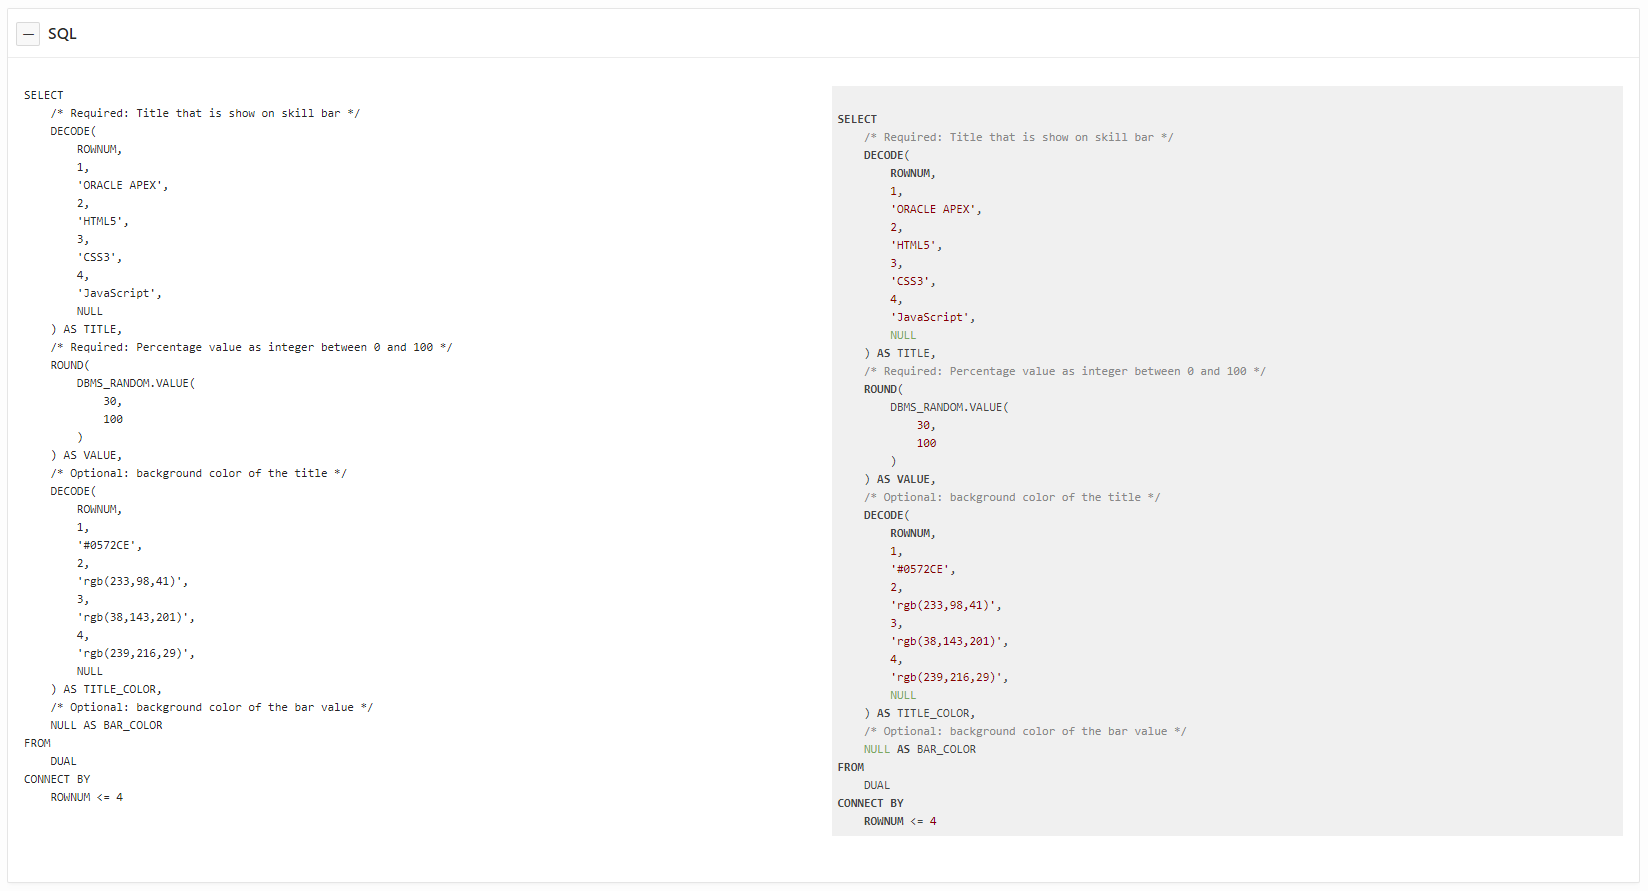 SQL
SELECT
    /* Required: Title that is show on skill bar */
    DECODE(
        ROWNUM,
        1,
        'ORACLE APEX',
        2,
        'HTML5',
        3,
        'CSS3',
        4,
        'JavaScript',
        NULL
    ) AS TITLE,
    /* Required: Percentage value as integer between 0 and 100 */
    ROUND(
        DBMS_RANDOM.VALUE(
            30,
            100
        )
    ) AS VALUE,
    /* Optional: background color of the title */
    DECODE(
        ROWNUM,
        1,
        '#0572CE',
        2,
        'rgb(233,98,41)',
        3,
        'rgb(38,143,201)',
        4,
        'rgb(239,216,29)',
        NULL
    ) AS TITLE_COLOR,
    /* Optional: background color of the bar value */
    NULL AS BAR_COLOR
FROM
    DUAL
CONNECT BY
    ROWNUM <= 4
SELECT
    /* Required: Title that is show on skill bar */
    DECODE(
        ROWNUM,
        1,
        'ORACLE APEX',
        2,
        'HTML5',
        3,
        'CSS3',
        4,
        'JavaScript',
        NULL
    ) AS TITLE,
    /* Required: Percentage value as integer between 0 and 100 */
    ROUND(
        DBMS_RANDOM.VALUE(
            30,
            100
        )
    ) AS VALUE,
    /* Optional: background color of the title */
    DECODE(
        ROWNUM,
        1,
        '#0572CE',
        2,
        'rgb(233,98,41)',
        3,
        'rgb(38,143,201)',
        4,
        'rgb(239,216,29)',
        NULL
    ) AS TITLE_COLOR,
    /* Optional: background color of the bar value */
    NULL AS BAR_COLOR
FROM
    DUAL
CONNECT BY
    ROWNUM <= 4